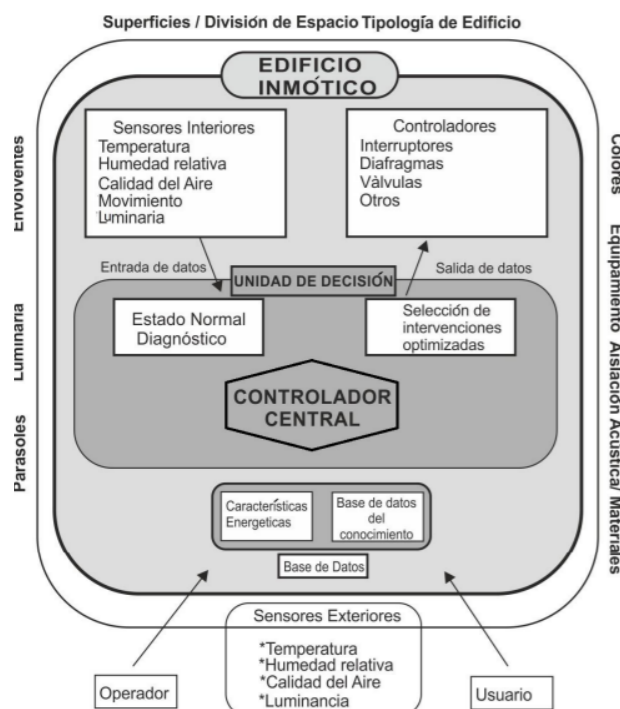 Superficies / División de Espacio Tipología de Edificio
EDIFICIO
INMÓTICO
Sensores Interiores
Temperatura
Humedad relativa
Calidad del Aire
Movimiento
Luminaria
Controladores
Interruptores
Diafragmas
Vàlvulas
Otros
Envolventes
Luminaria
Parasoles
Colores
Equipamiento
Aislación Acústica/ Materiales
Entrada de datos
UNIDAD DE DECISIÓN
Salida de datos
Estado Normal
Diagnóstico
Selección de
intervenciones
optimizadas
CONTROLADOR
CENTRAL
Características
Energeticas
Base de datos
del
conocimiento
Base de Datos
Sensores Exteriores
*Temperatura
*Humedad relativa
*Calidad del Aire
*Luminancia
Operador
Usuario